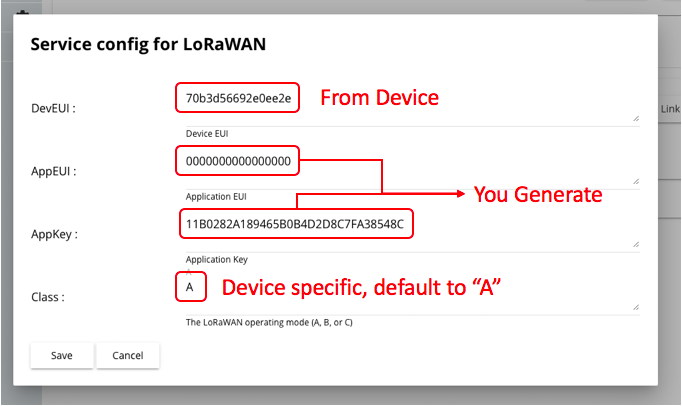 Service config for LoRaWAN
DevEUI :
70b3d56692e0ee2e
From Device
Device EUI
Link
AppEUI :
0000000000000000
Application EUI
You Generate
AppKey :
11B0282A189465B0B4D2D8C7FA38548C
Application Key
Class :
A
Device specific, default to “A”
The LoRaWAN operating mode (A, B, or C)
Save
Cancel